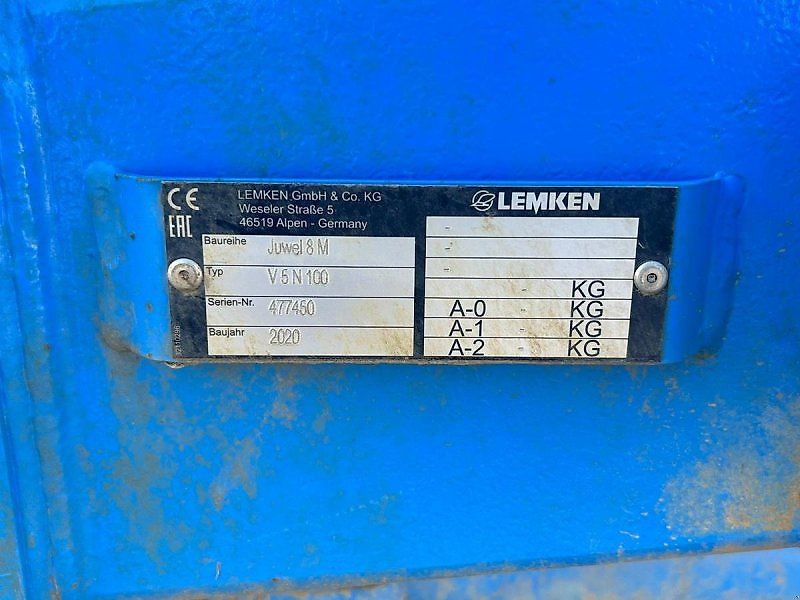 CE
EAC
LEMKEN GmbH & Co. KG
Weseler Straße 5
46519 Alpen - Germany
LEMKEN
Baureihe Juwel 8 M
Typ V 5 N 100
Serien-Nr. 477450
Baujahr 2020
-
-
-
- KG
A-0 - KG
A-1 - KG
A-2 - KG